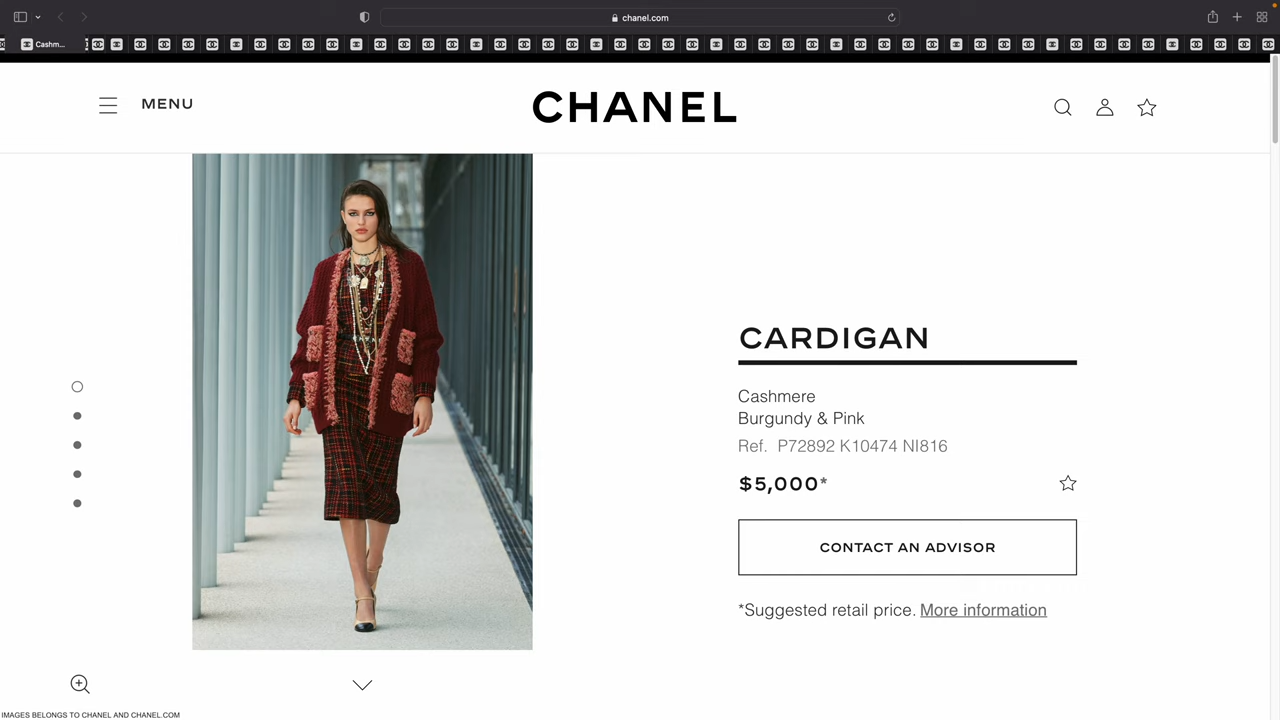 chanel.com
Cashm...
MENU
CHANEL
CARDIGAN
Cashmere
Burgundy & Pink
Ref. P72892 K10474 NI816
$5,000*
CONTACT AN ADVISOR
*Suggested retail price. More information
IMAGES BELONGS TO CHANEL AND CHANEL.COM